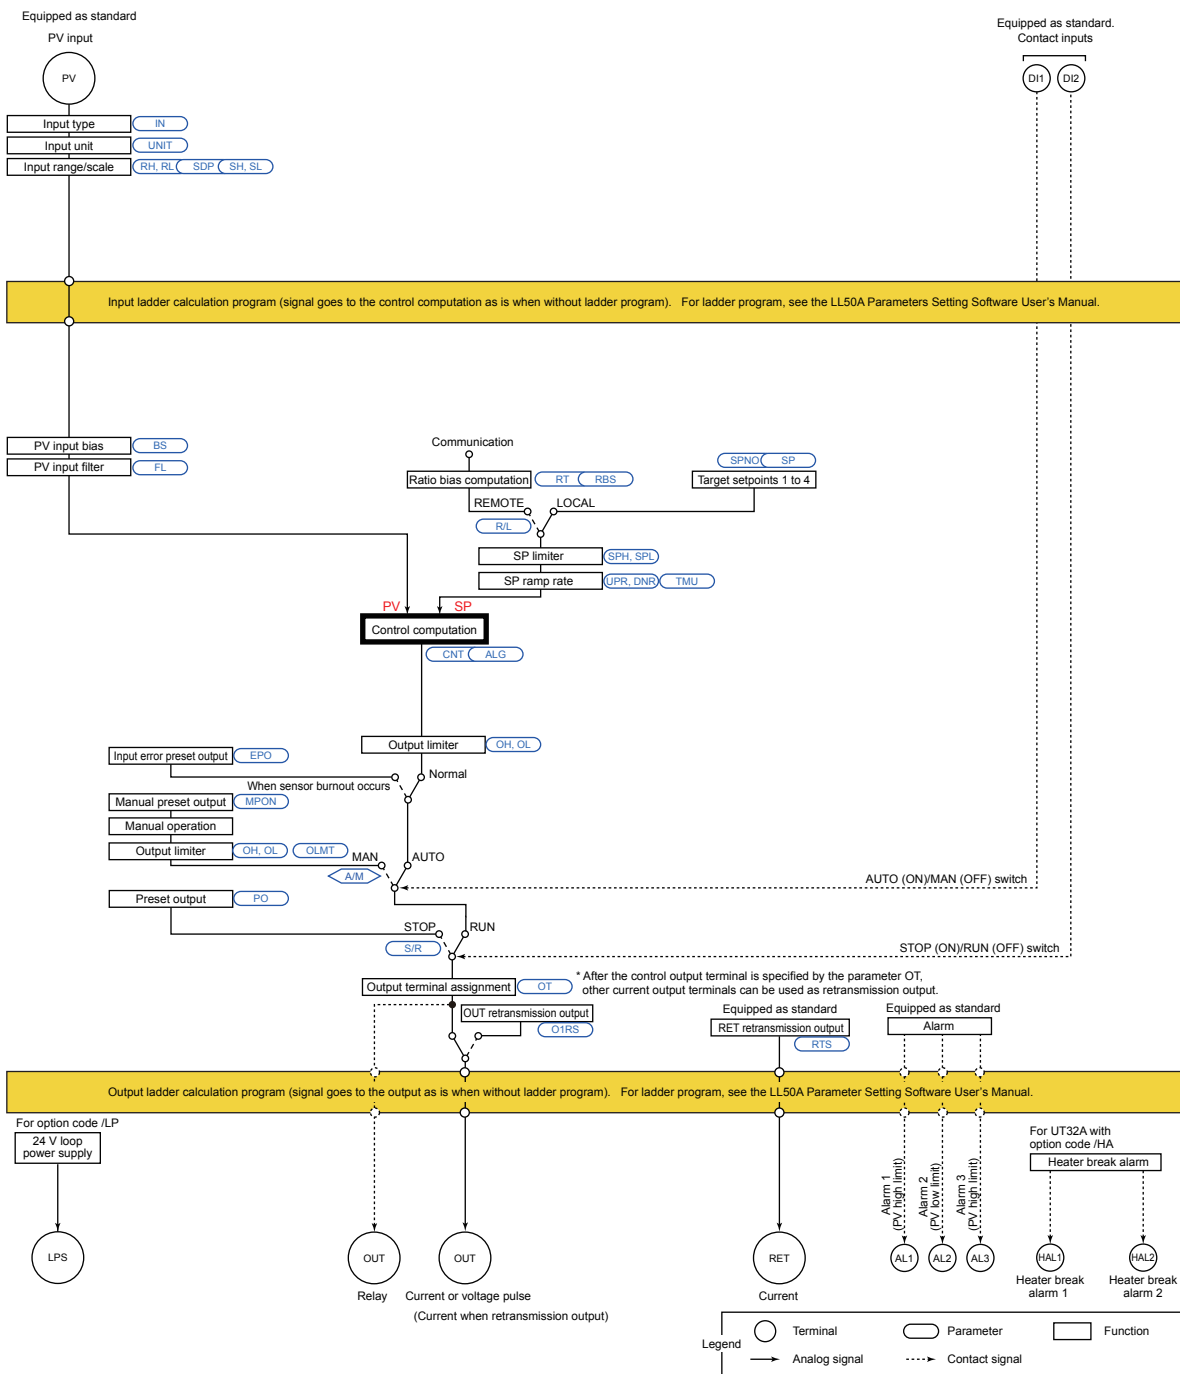 Equipped as standard
PV input
PV
Equipped as standard.
Contact inputs
DI1
DI2
Input type
IN
Input unit
UNIT
Input range/scale
RH, RL
SDP
SH, SL
Input ladder calculation program (signal goes to the control computation as is when without ladder program). For ladder program, see the LL50A Parameters Setting Software User's Manual.
PV input bias
BS
PV input filter
FL
Communication
Ratio bias computation
RT
RBS
SPNO
SP
Target setpoints 1 to 4
REMOTE
LOCAL
R/L
SP limiter
SPH, SPL
SP ramp rate
UPR, DNR
TMU
PV
SP
Control computation
CNT
ALG
Output limiter
OH, OL
Input error preset output
EPO
Normal
When sensor burnout occurs
Manual preset output
MPON
Manual operation
Output limiter
OH, OL
OLMT
MAN
AUTO
A/M
AUTO (ON)/MAN (OFF) switch
Preset output
PO
STOP
RUN
S/R
STOP (ON)/RUN (OFF) switch
Output terminal assignment
OT
* After the control output terminal is specified by the parameter OT,
other current output terminals can be used as retransmission output.
OUT retransmission output
O1RS
Equipped as standard
RET retransmission output
RTS
Equipped as standard
Alarm
Output ladder calculation program (signal goes to the output as is when without ladder program). For ladder program, see the LL50A Parameter Setting Software User's Manual.
For option code /LP
24 V loop
power supply
LPS
OUT
Relay
OUT
Current or voltage pulse
(Current when retransmission output)
RET
Current
Alarm 1
(PV high limit)
Alarm 2
(PV low limit)
Alarm 3
(PV high limit)
AL1
AL2
AL3
For UT32A with
option code /HA
Heater break alarm
HAL1
HAL2
Heater break
alarm 1
Heater break
alarm 2
Legend
Terminal
Parameter
Function
Analog signal
Contact signal